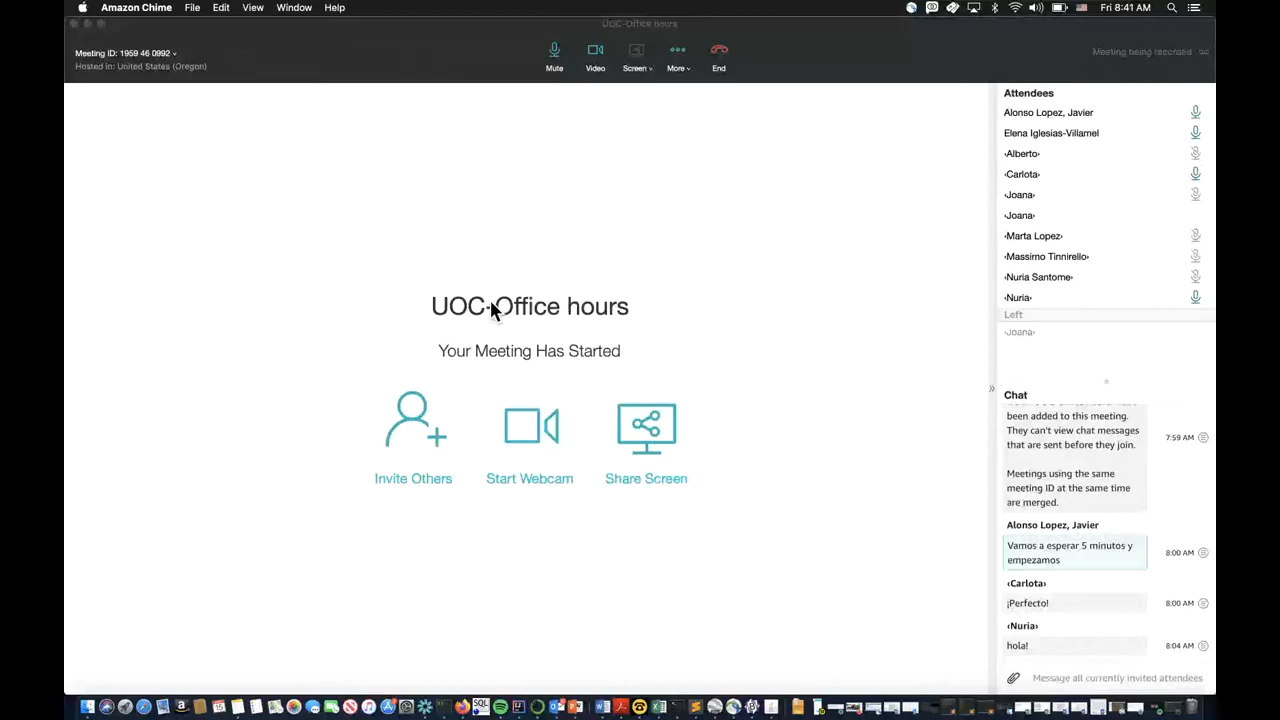 Amazon Chime File Edit View Window Help
Fri 8:41 AM
UOC-Office hours
Meeting ID: 1959 46 0992
Hosted in: United States (Oregon)
Mute Video Screen More End
Meeting being recorded
UOC-Office hours
Your Meeting Has Started
Invite Others Start Webcam Share Screen
Attendees
Alonso Lopez, Javier
Elena Iglesias-Villamel
‹Alberto›
‹Carlota›
‹Joana›
‹Joana›
‹Marta Lopez›
‹Massimo Tinnirello›
‹Nuria Santome›
‹Nuria›
Left
‹Joana›
Chat
been added to this meeting.
They can't view chat messages
that are sent before they join.
7:59 AM
Meetings using the same
meeting ID at the same time
are merged.
Alonso Lopez, Javier
Vamos a esperar 5 minutos y
empezamos
8:00 AM
‹Carlota›
¡Perfecto!
8:00 AM
‹Nuria›
hola!
8:04 AM
Message all currently invited attendees
SQL